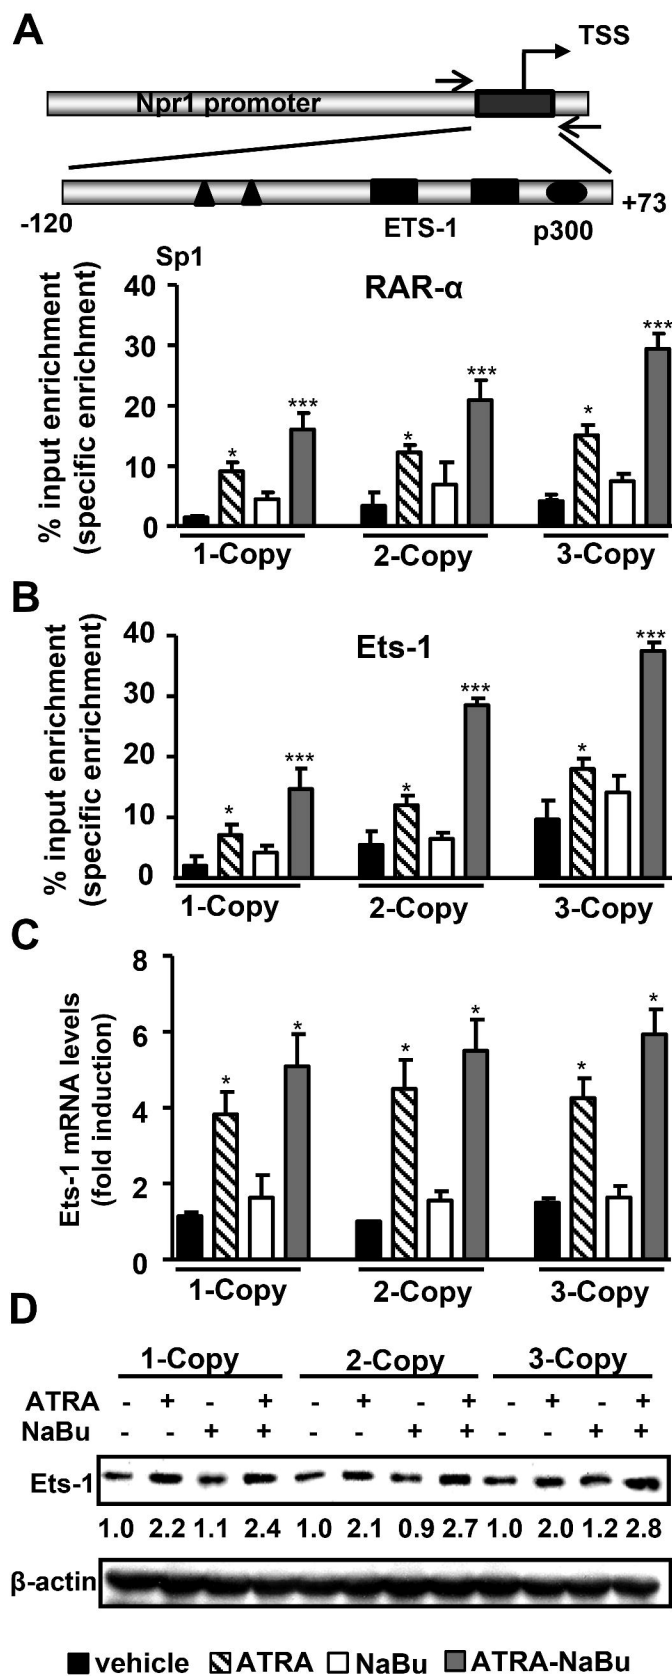 A
TSS
Npr1 promoter
-120
ETS-1
p300
+73
Sp1
RAR-α
% input enrichment
(specific enrichment)
40
30
20
10
0
* *** * *** * ***
1-Copy 2-Copy 3-Copy
B
Ets-1
% input enrichment
(specific enrichment)
40
30
20
10
0
* *** * *** * ***
1-Copy 2-Copy 3-Copy
C
Ets-1 mRNA levels
(fold induction)
8
6
4
2
0
* * * * * *
1-Copy 2-Copy 3-Copy
D
1-Copy 2-Copy 3-Copy
ATRA - + - + - + - + - + - +
NaBu - - + + - - + + - - + +
Ets-1
1.0 2.2 1.1 2.4 1.0 2.1 0.9 2.7 1.0 2.0 1.2 2.8
β-actin
vehicle ATRA NaBu ATRA-NaBu